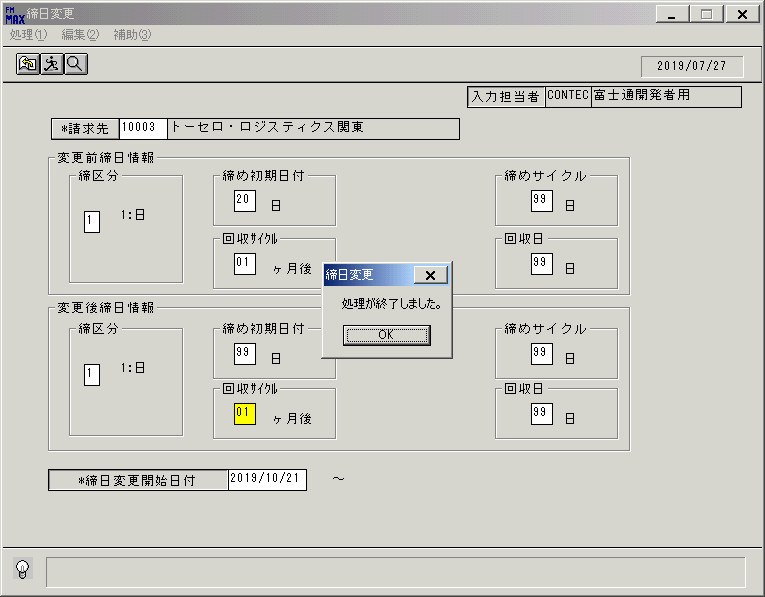 FM MAX 締日変更
処理(1) 編集(2) 補助(3)
2019/07/27
入力担当者 CONTEC 富士通開発者用
*請求先 10003 トーセロ・ロジスティクス関東
変更前締日情報
締区分 締め初期日付 締めサイクル
1 1:日 20 日 99 日
回収サイクル 回収日
01 ヶ月後 99 日
締日変更
処理が終了しました。
OK
変更後締日情報
締区分 締め初期日付 締めサイクル
1 1:日 99 日 99 日
回収サイクル 回収日
01 ヶ月後 99 日
*締日変更開始日付 2019/10/21 ～